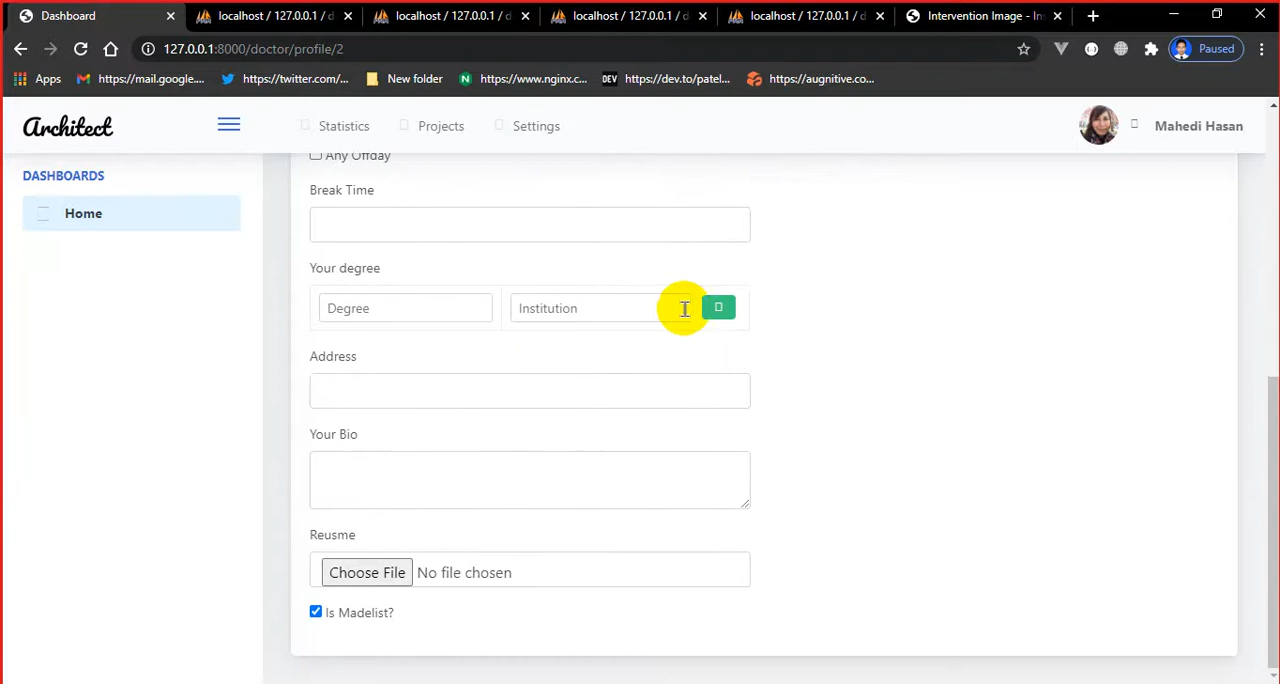 Dashboard
localhost / 127.0.0.1 / d
localhost / 127.0.0.1 / d
localhost / 127.0.0.1 / d
localhost / 127.0.0.1 / d
Intervention Image - In
127.0.0.1:8000/doctor/profile/2
Paused
Apps
https://mail.google....
https://twitter.com/...
New folder
N
https://www.nginx.c...
DEV
https://dev.to/patel...
https://augnitive.co...
Architect
Statistics
Projects
Settings
Mahedi Hasan
DASHBOARDS
Home
Any Offday
Break Time
Your degree
Degree
Institution
Address
Your Bio
Reusme
Choose File No file chosen
Is Madelist?